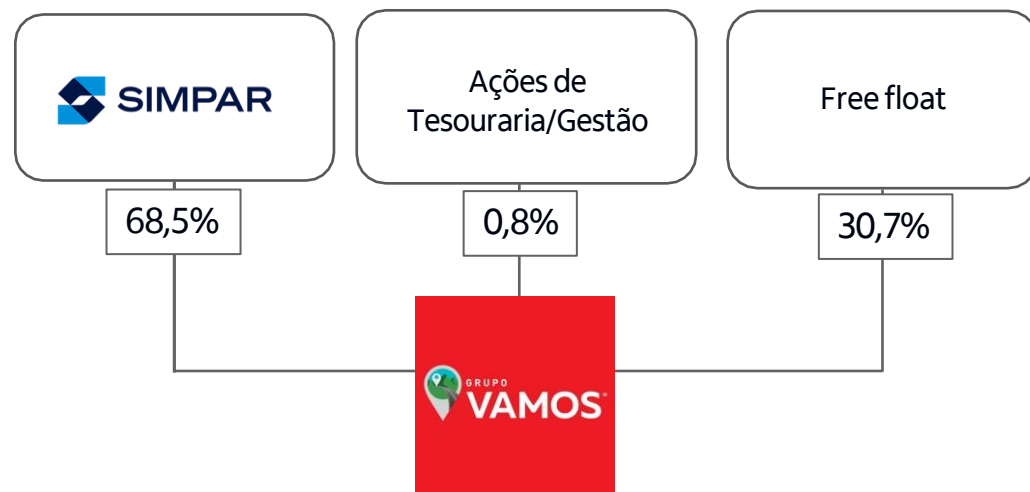 SIMPAR
Ações de
Tesouraria/Gestão
Free float
68,5%
0,8%
30,7%
GRUPO
VAMOS